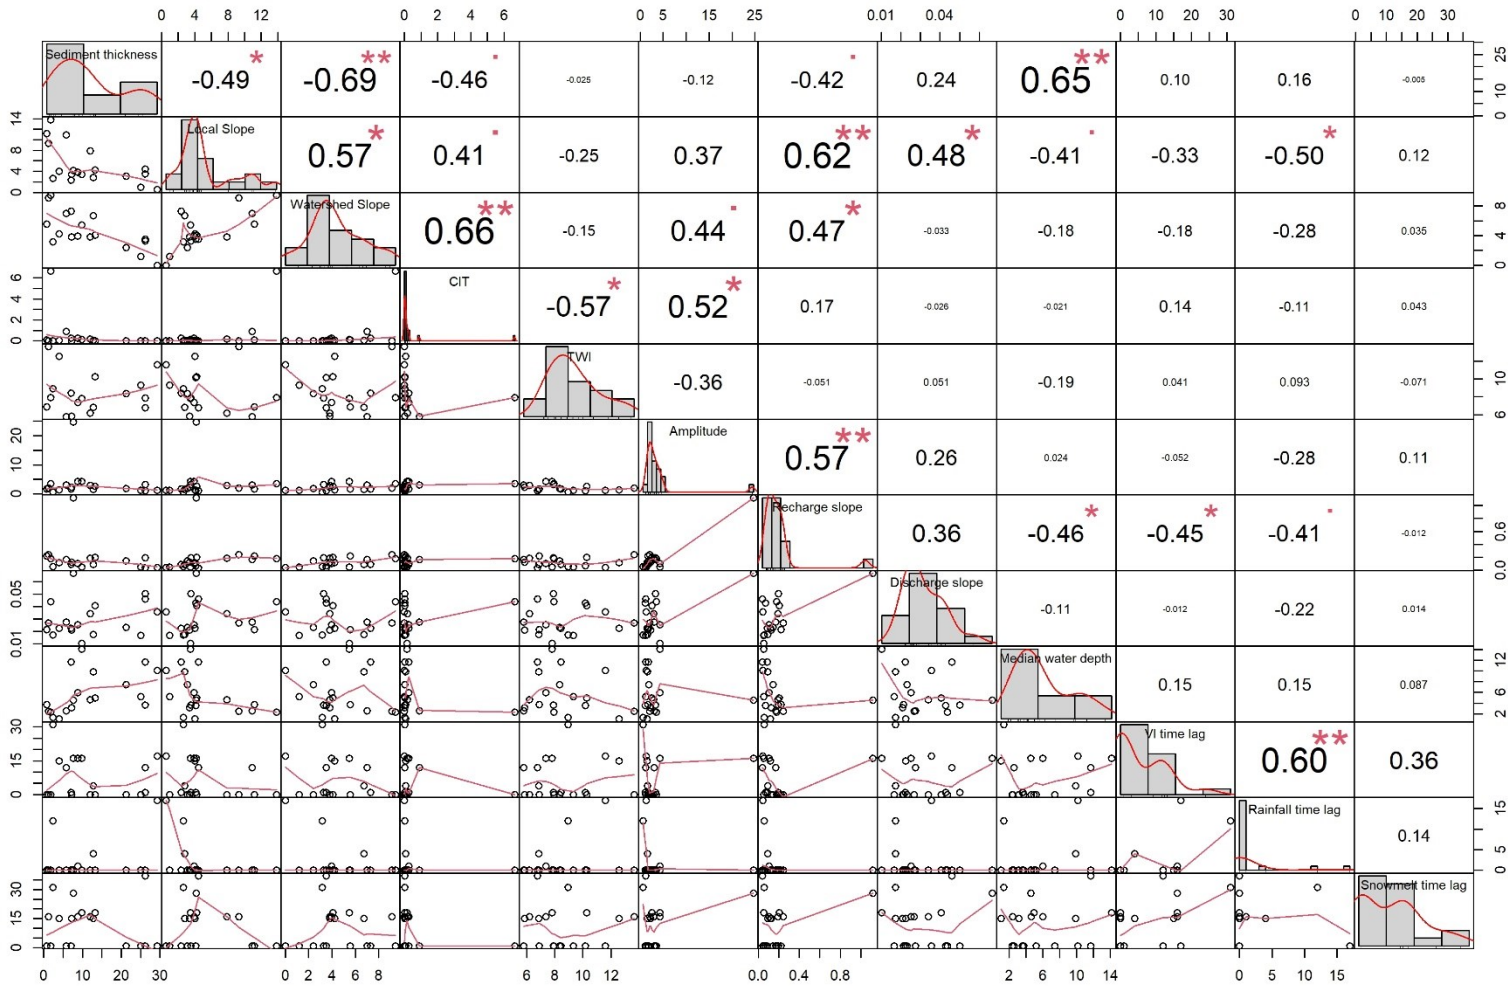 0 4 8 12 0 2 4 6 0 5 15 25 0.01 0.04 0 10 20 30 0 10 20 30
Sediment thickness -0.49 * -0.69 ** -0.46 . -0.025 -0.12 -0.42 . 0.24 0.65 ** 0.10 0.16 -0.005 0 10 25
14 8 4 0 Local Slope 0.57 * 0.41 . -0.25 0.37 0.62 ** 0.48 * -0.41 . -0.33 -0.50 * 0.12
Watershed Slope 0.66 ** -0.15 0.44 . 0.47 * -0.033 -0.18 -0.18 -0.28 0.035 0 4 8
6 4 2 0 CIT -0.57 * 0.52 * 0.17 -0.026 -0.021 0.14 -0.11 0.043
TWI -0.36 -0.051 0.051 -0.19 0.041 0.093 -0.071 6 10
20 10 0 Amplitude 0.57 ** 0.26 0.024 -0.052 -0.28 0.11
Recharge slope 0.36 -0.46 * -0.45 * -0.41 . -0.012 0.0 0.6
0.05 0.01 Discharge slope -0.11 -0.012 -0.22 0.014
Median water depth 0.15 0.15 0.087 2 6 12
30 15 0 VI time lag 0.60 ** 0.36
Rainfall time lag 0.14 0 5 15
30 15 0 Snowmelt time lag
0 10 20 30 0 2 4 6 8 6 8 10 12 0.0 0.4 0.8 2 6 10 14 0 5 10 15